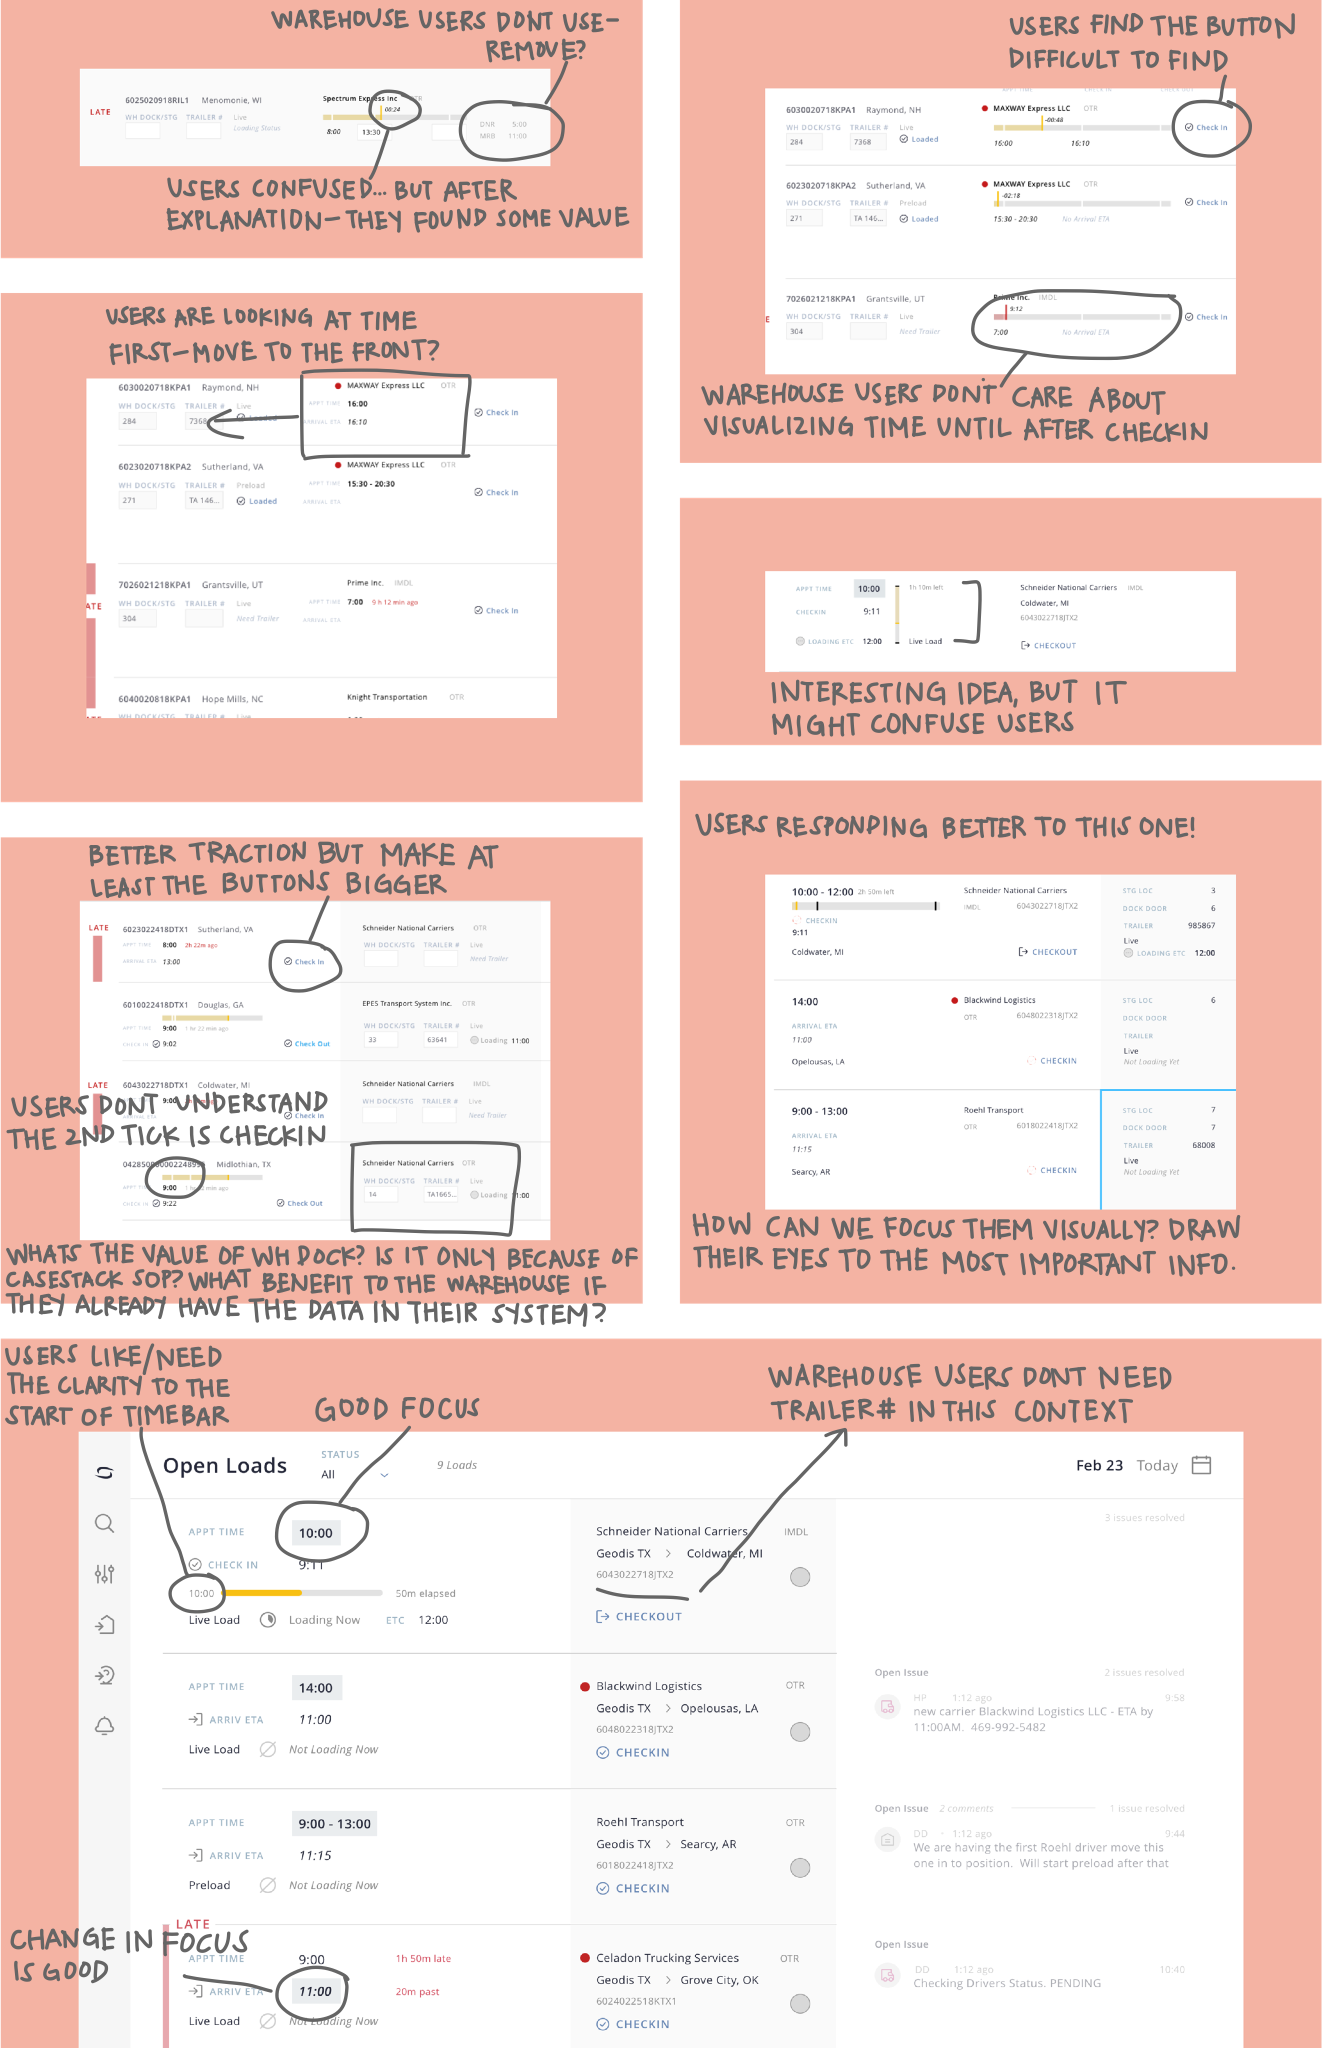 WAREHOUSE USERS DONT USE-
REMOVE?
LATE
6025020918RIL1 Menomonie, WI
Spectrum Express Inc OTR
00:24
WH DOCK/STG TRAILER # Live
Loading Status
8:00 13:30
DNR 5:00
MRB 11:00
USERS CONFUSED... BUT AFTER
EXPLANATION-THEY FOUND SOME VALUE
USERS FIND THE BUTTON
DIFFICULT TO FIND
6030020718KPA1 Raymond, NH
MAXWAY Express LLC OTR
-00:48
WH DOCK/STG TRAILER # Live
284 7368 Loaded
16:00 16:10
Check In
6023020718KPA2 Sutherland, VA
MAXWAY Express LLC OTR
-02:18
WH DOCK/STG TRAILER # Preload
271 TA 146... Loaded
15:30 - 20:30 No Arrival ETA
Check In
7026021218KPA1 Grantsville, UT
Prime Inc. IMDL
9:12
E
WH DOCK/STG TRAILER # Live
304 Need Trailer
7:00 No Arrival ETA
Check In
WAREHOUSE USERS DON'T CARE ABOUT
VISUALIZING TIME UNTIL AFTER CHECKIN
USERS ARE LOOKING AT TIME
FIRST-MOVE TO THE FRONT?
6030020718KPA1 Raymond, NH
MAXWAY Express LLC OTR
WH DOCK/STG TRAILER # Live
284 7368 Loaded
APPT TIME 16:00
ARRIVAL ETA 16:10
Check In
6023020718KPA2 Sutherland, VA
MAXWAY Express LLC OTR
WH DOCK/STG TRAILER # Preload
271 TA 146... Loaded
APPT TIME 15:30 - 20:30
ARRIVAL ETA
Check In
7026021218KPA1 Grantsville, UT
Prime Inc. IMDL
ATE
WH DOCK/STG TRAILER # Live
304 Need Trailer
APPT TIME 7:00 9 h 12 min ago
ARRIVAL ETA
Check In
6040020818KPA1 Hope Mills, NC
Knight Transportation OTR
WH DOCK/STG TRAILER # Live
APPT TIME 10:00 1h 10m left
CHECKIN 9:11
LOADING ETC 12:00 Live Load
Schneider National Carriers IMDL
Coldwater, MI
6043022718JTX2
CHECKOUT
INTERESTING IDEA, BUT IT
MIGHT CONFUSE USERS
BETTER TRACTION BUT MAKE AT
LEAST THE BUTTONS BIGGER
LATE
6023022418DTX1 Sutherland, VA
APPT TIME 8:00 2h 22m ago
ARRIVAL ETA 13:00
Check In
Schneider National Carriers OTR
WH DOCK/STG TRAILER # Live
Need Trailer
6010022418DTX1 Douglas, GA
APPT TIME 9:00 1 hr 22 min ago
CHECK IN 9:02
Check Out
EPES Transport System Inc. OTR
WH DOCK/STG TRAILER # Live
33 63641 Loading 11:00
LATE
6043022718DTX1 Coldwater, MI
9:00
Check In
Schneider National Carriers IMDL
WH DOCK/STG TRAILER # Live
Need Trailer
USERS DONT UNDERSTAND
THE 2ND TICK IS CHECKIN
Midlothian, TX
APPT TIME 9:00
CHECK IN 9:22
Check Out
Schneider National Carriers OTR
WH DOCK/STG TRAILER # Live
14 TA1665... Loading 11:00
WHATS THE VALUE OF WH DOCK? IS IT ONLY BECAUSE OF
CASESTACK SOP? WHAT BENEFIT TO THE WAREHOUSE IF
THEY ALREADY HAVE THE DATA IN THEIR SYSTEM?
USERS RESPONDING BETTER TO THIS ONE!
10:00 - 12:00 2h 50m left
CHECKIN
9:11
Coldwater, MI
Schneider National Carriers
IMDL 6043022718JTX2
CHECKOUT
STG LOC 3
DOCK DOOR 6
TRAILER 985867
Live
LOADING ETC 12:00
14:00
ARRIVAL ETA
11:00
Opelousas, LA
Blackwind Logistics
OTR 6048022318JTX2
CHECKIN
STG LOC 6
DOCK DOOR
TRAILER
Live
Not Loading Yet
9:00 - 13:00
ARRIVAL ETA
11:15
Searcy, AR
Roehl Transport
OTR 6018022418JTX2
CHECKIN
STG LOC 7
DOCK DOOR 7
TRAILER 68008
Live
Not Loading Yet
HOW CAN WE FOCUS THEM VISUALLY? DRAW
THEIR EYES TO THE MOST IMPORTANT INFO.
USERS LIKE/NEED
THE CLARITY TO THE
START OF TIMEBAR
GOOD FOCUS
WAREHOUSE USERS DONT NEED
TRAILER# IN THIS CONTEXT
Open Loads
STATUS
All
9 Loads
Feb 23 Today
APPT TIME 10:00
CHECK IN 9:11
10:00 50m elapsed
Live Load Loading Now ETC 12:00
Schneider National Carriers IMDL
Geodis TX > Coldwater, MI
6043022718JTX2
CHECKOUT
3 issues resolved
APPT TIME 14:00
ARRIV ETA 11:00
Live Load Not Loading Now
Blackwind Logistics OTR
Geodis TX > Opelousas, LA
6048022318JTX2
CHECKIN
Open Issue 2 issues resolved
HP 1:12 ago 9:58
new carrier Blackwind Logistics LLC - ETA by
11:00AM. 469-992-5482
APPT TIME 9:00 - 13:00
ARRIV ETA 11:15
Preload Not Loading Now
Roehl Transport OTR
Geodis TX > Searcy, AR
6018022418JTX2
CHECKIN
Open Issue 2 comments 1 issue resolved
DD · 1:12 ago 9:44
We are having the first Roehl driver move this
one in to position. Will start preload after that
CHANGE IN FOCUS
IS GOOD
LATE
APPT TIME 9:00 1h 50m late
ARRIV ETA 11:00 20m past
Live Load Not Loading Now
Celadon Trucking Services OTR
Geodis TX > Grove City, OK
6024022518KTX1
CHECKIN
Open Issue
DD 1:12 ago 10:40
Checking Drivers Status. PENDING